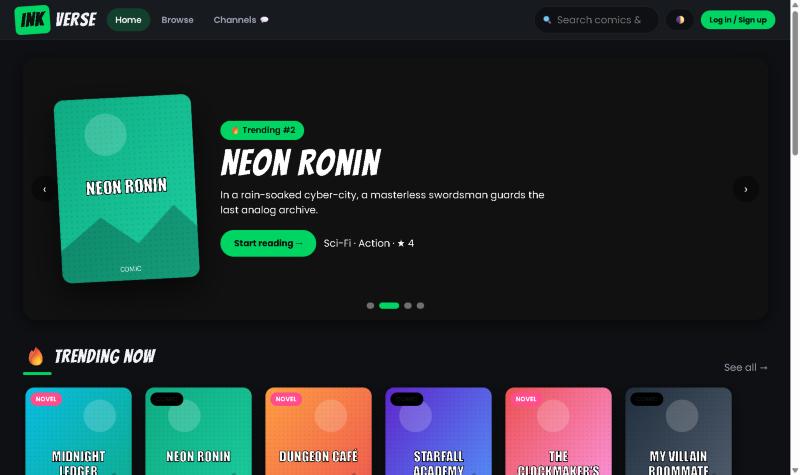 INK VERSE
Home
Browse
Channels
Search comics &
Log in / Sign up
NEON RONIN
COMIC
Trending #2
NEON RONIN
In a rain-soaked cyber-city, a masterless swordsman guards the
last analog archive.
Start reading →
Sci-Fi · Action · ★ 4
TRENDING NOW
See all →
NOVEL
MIDNIGHT
LEDGER
NEON RONIN
NOVEL
DUNGEON CAFÉ
STARFALL
ACADEMY
NOVEL
THE
CLOCKMAKER'S
MY VILLAIN
ROOMMATE